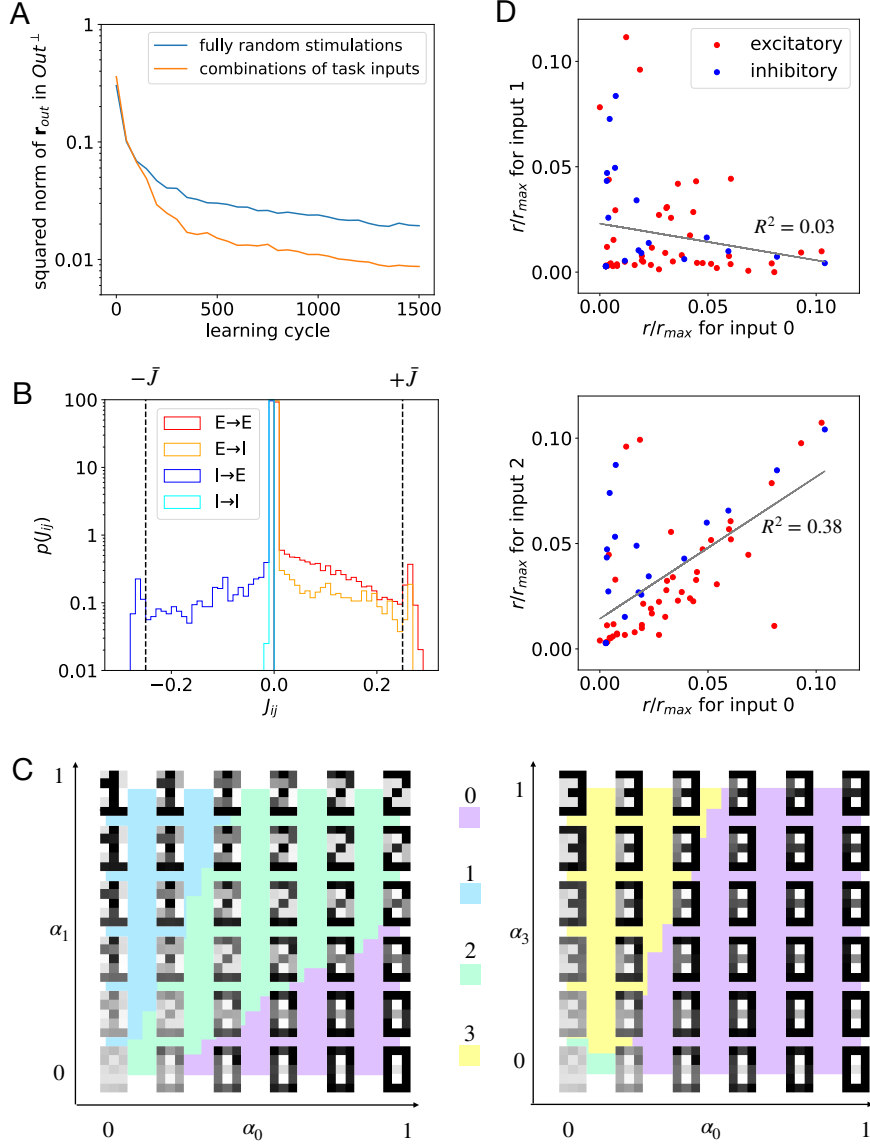 A
1
0.1
0.01
squared norm of r_out in Out^⊥
fully random stimulations
combinations of task inputs
0
500
1000
1500
learning cycle
B
−J̄
+J̄
100
10
1
0.1
0.01
p(J_ij)
E→E
E→I
I→E
I→I
−0.2
0.0
0.2
J_ij
C
1
α_1
0
0
α_0
1
0
1
2
3
1
α_3
0
0
α_0
1
D
excitatory
inhibitory
0.10
0.05
0.00
r/r_max for input 1
R² = 0.03
0.00
0.05
0.10
r/r_max for input 0
0.10
0.05
0.00
r/r_max for input 2
R² = 0.38
0.00
0.05
0.10
r/r_max for input 0